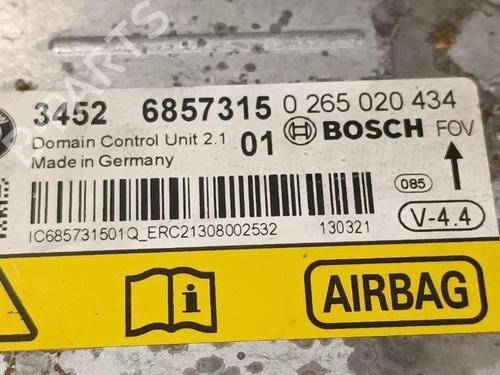 3452 6857315 0 265 020 434
Domain Control Unit 2.1 01 BOSCH FOV
Made in Germany
085
V-4.4
IC685731501Q_ERC21308002532 130321
i
AIRBAG